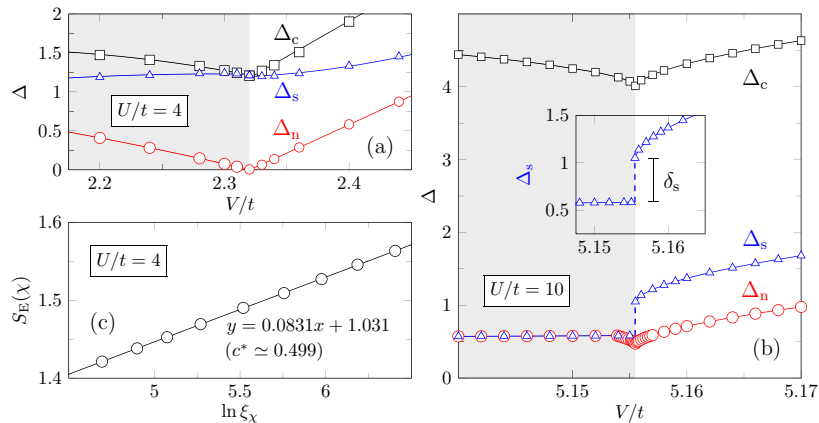 2
1.5
1
0.5
0
Δ
Δc
Δs
Δn
U/t = 4
(a)
2.2
2.3
2.4
V/t
1.6
1.5
1.4
SE(χ)
U/t = 4
(c)
y = 0.0831x + 1.031
(c* ≃ 0.499)
5
5.5
6
ln ξχ
4
3
2
1
0
Δ
Δc
1.5
1
0.5
Δs
δs
5.15
5.16
Δs
U/t = 10
Δn
(b)
5.15
5.16
5.17
V/t